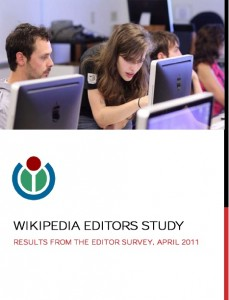 WIKIPEDIA EDITORS STUDY
RESULTS FROM THE EDITOR SURVEY, APRIL 2011